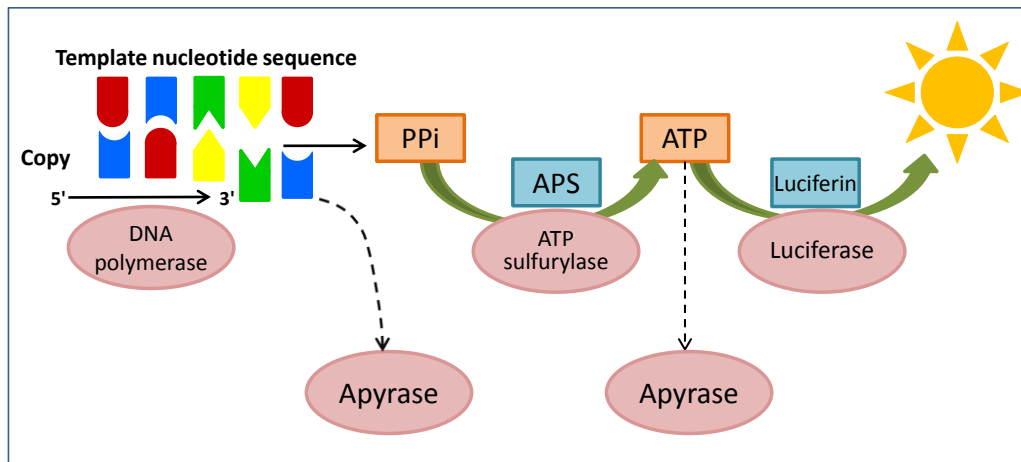 Template nucleotide sequence
Copy
5'
3'
DNA
polymerase
PPi
APS
ATP
sulfurylase
ATP
Luciferin
Luciferase
Apyrase
Apyrase